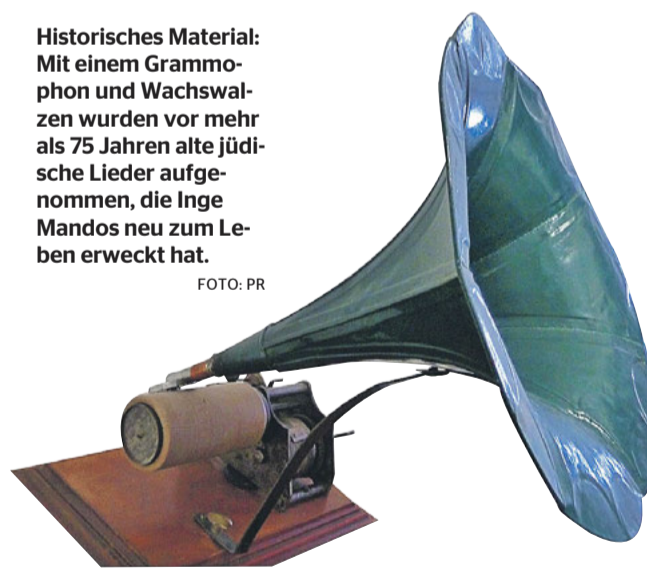 Historisches Material:
Mit einem Grammo-
phon und Wachswal-
zen wurden vor mehr
als 75 Jahren alte jüdi-
sche Lieder aufge-
nommen, die Inge
Mandos neu zum Le-
ben erweckt hat.
FOTO: PR